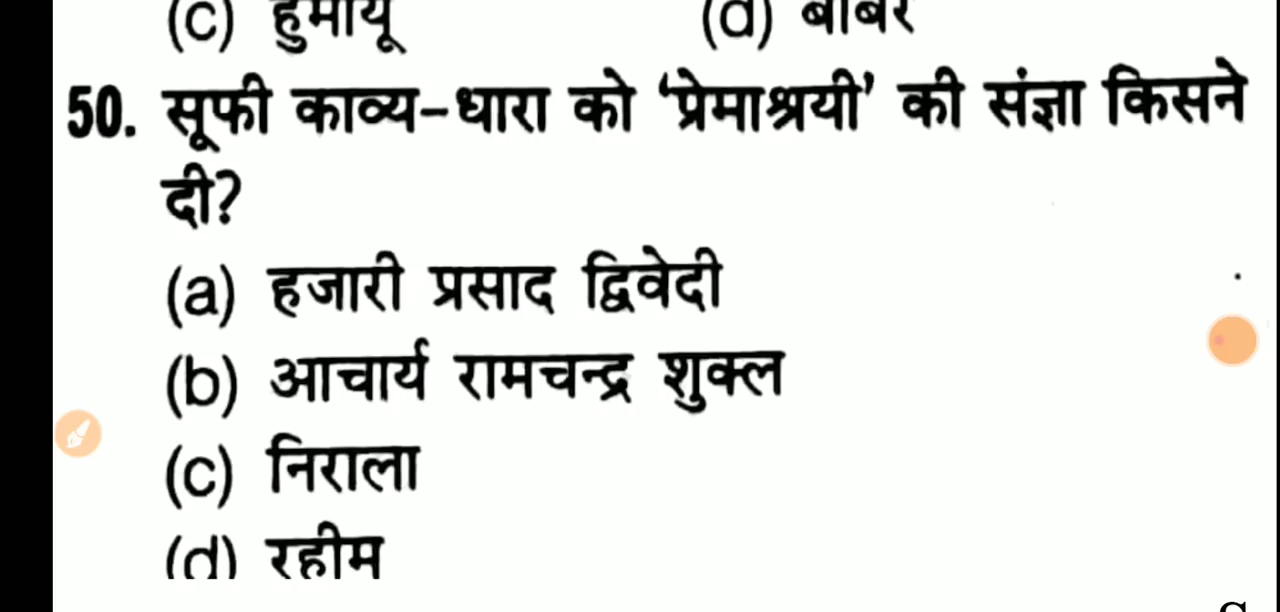 (c) हुमायू (d) बाबर
50. सूफी काव्य-धारा को 'प्रेमाश्रयी' की संज्ञा किसने
दी?
(a) हजारी प्रसाद द्विवेदी
(b) आचार्य रामचन्द्र शुक्ल
(c) निराला
(d) रहीम